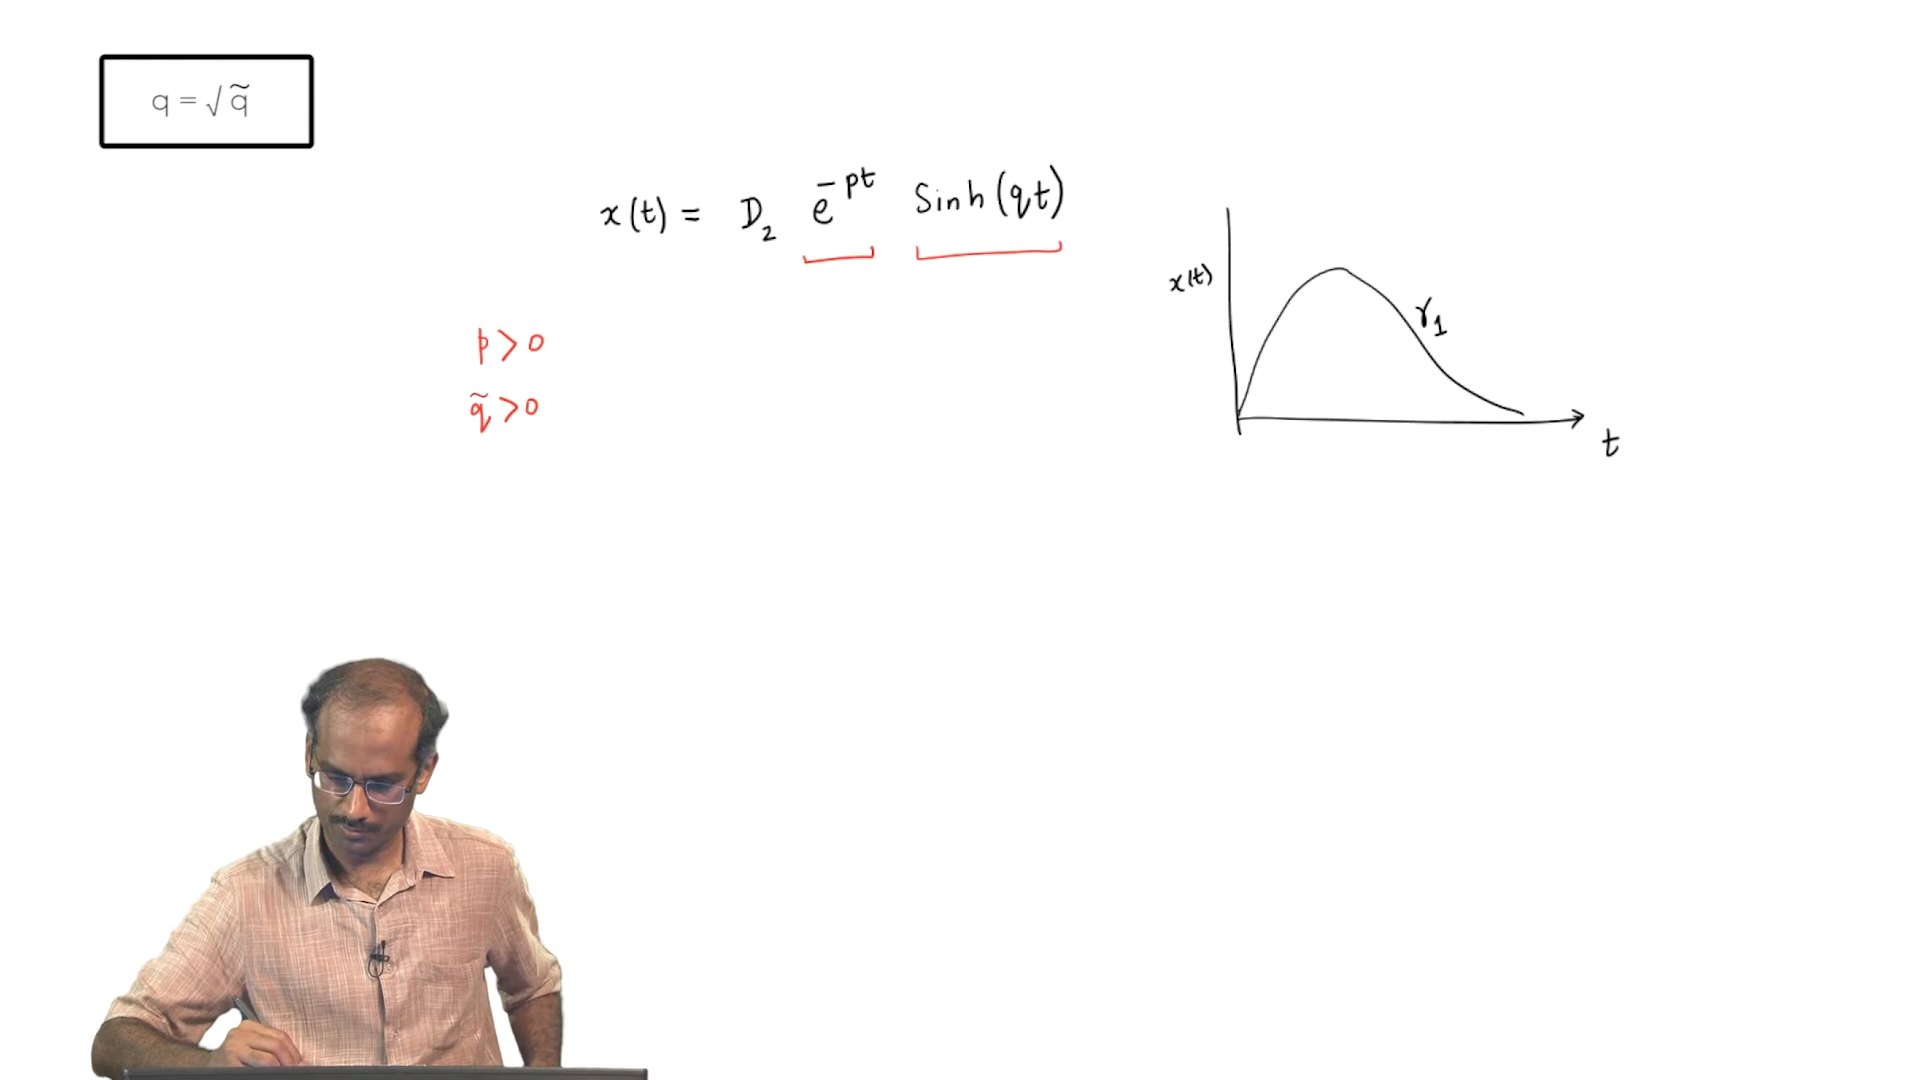 q = √q̃
x(t) = D₂ e^{-pt} Sinh(qt)
p > 0
q̃ > 0
x(t)
γ₁
t